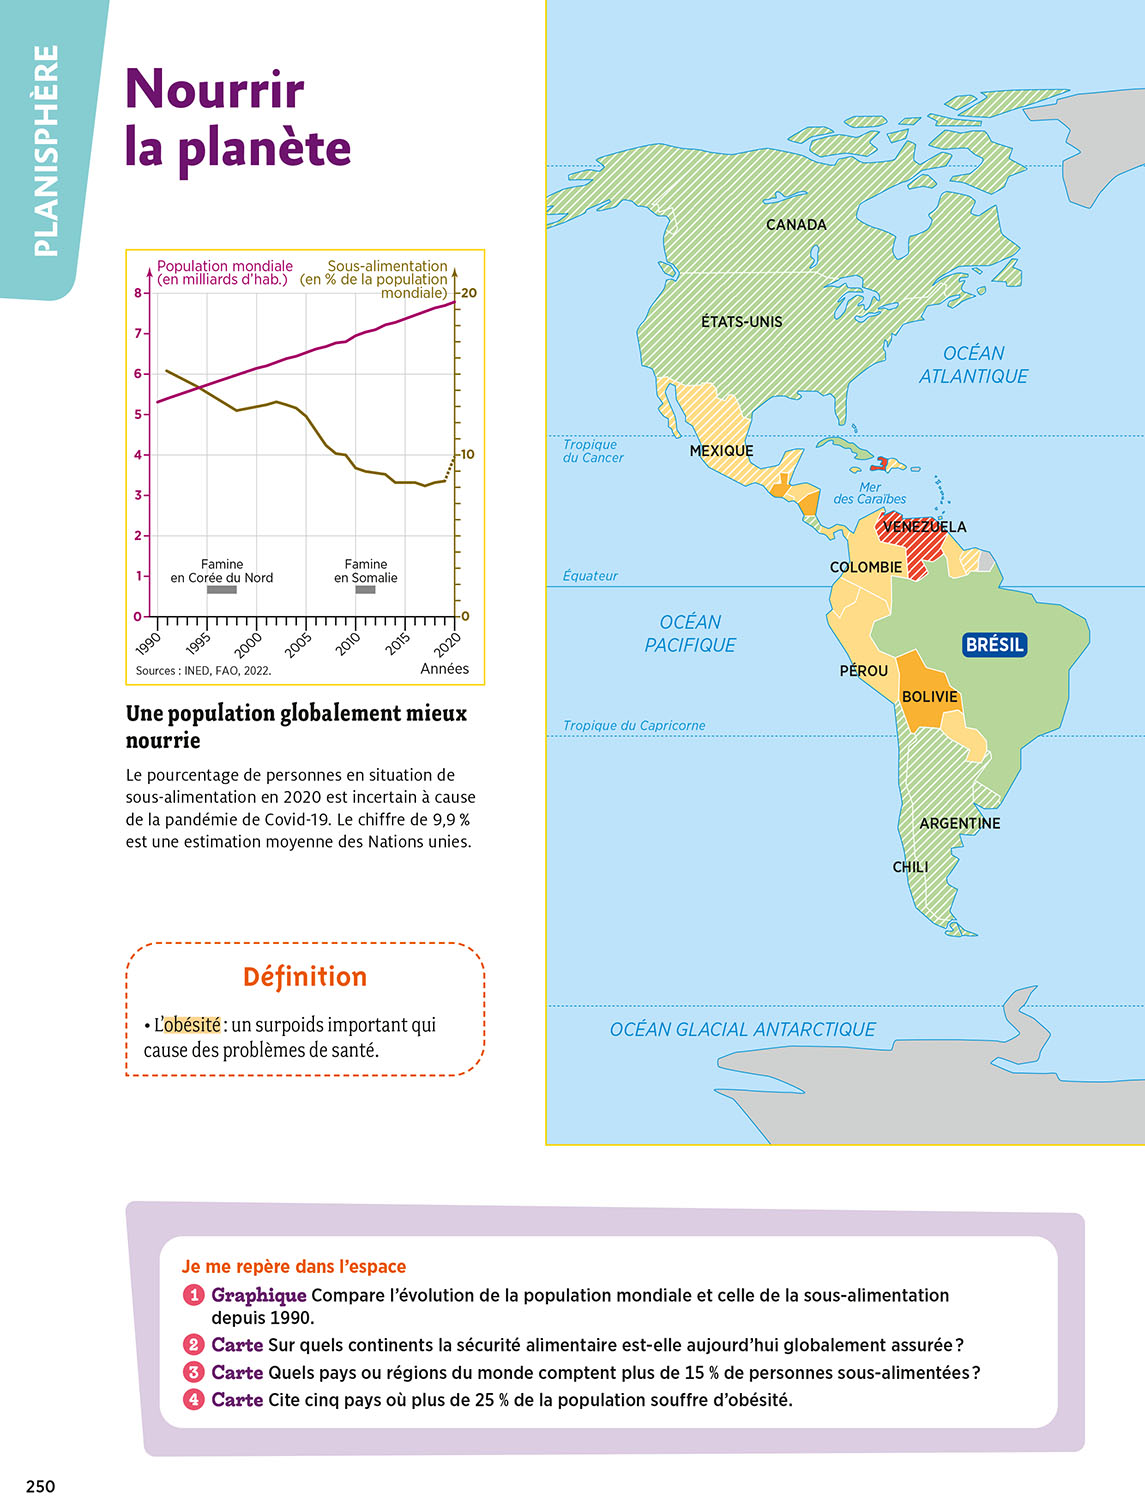 PLANISPHÈRE
Nourrir
la planète
Population mondiale
(en milliards d'hab.)
Sous-alimentation
(en % de la population
mondiale)
8
7
6
5
4
3
2
1
0
20
10
0
Famine
en Corée du Nord
Famine
en Somalie
1990
1995
2000
2005
2010
2015
2020
Sources : INED, FAO, 2022.
Années
Une population globalement mieux
nourrie
Le pourcentage de personnes en situation de
sous-alimentation en 2020 est incertain à cause
de la pandémie de Covid-19. Le chiffre de 9,9 %
est une estimation moyenne des Nations unies.
Définition
• L'obésité : un surpoids important qui
cause des problèmes de santé.
CANADA
ÉTATS-UNIS
OCÉAN
ATLANTIQUE
Tropique
du Cancer
MEXIQUE
Mer
des Caraïbes
VENEZUELA
COLOMBIE
Équateur
OCÉAN
PACIFIQUE
BRÉSIL
PÉROU
BOLIVIE
Tropique du Capricorne
ARGENTINE
CHILI
OCÉAN GLACIAL ANTARCTIQUE
Je me repère dans l'espace
1 Graphique Compare l'évolution de la population mondiale et celle de la sous-alimentation
depuis 1990.
2 Carte Sur quels continents la sécurité alimentaire est-elle aujourd'hui globalement assurée ?
3 Carte Quels pays ou régions du monde comptent plus de 15 % de personnes sous-alimentées ?
4 Carte Cite cinq pays où plus de 25 % de la population souffre d'obésité.
250